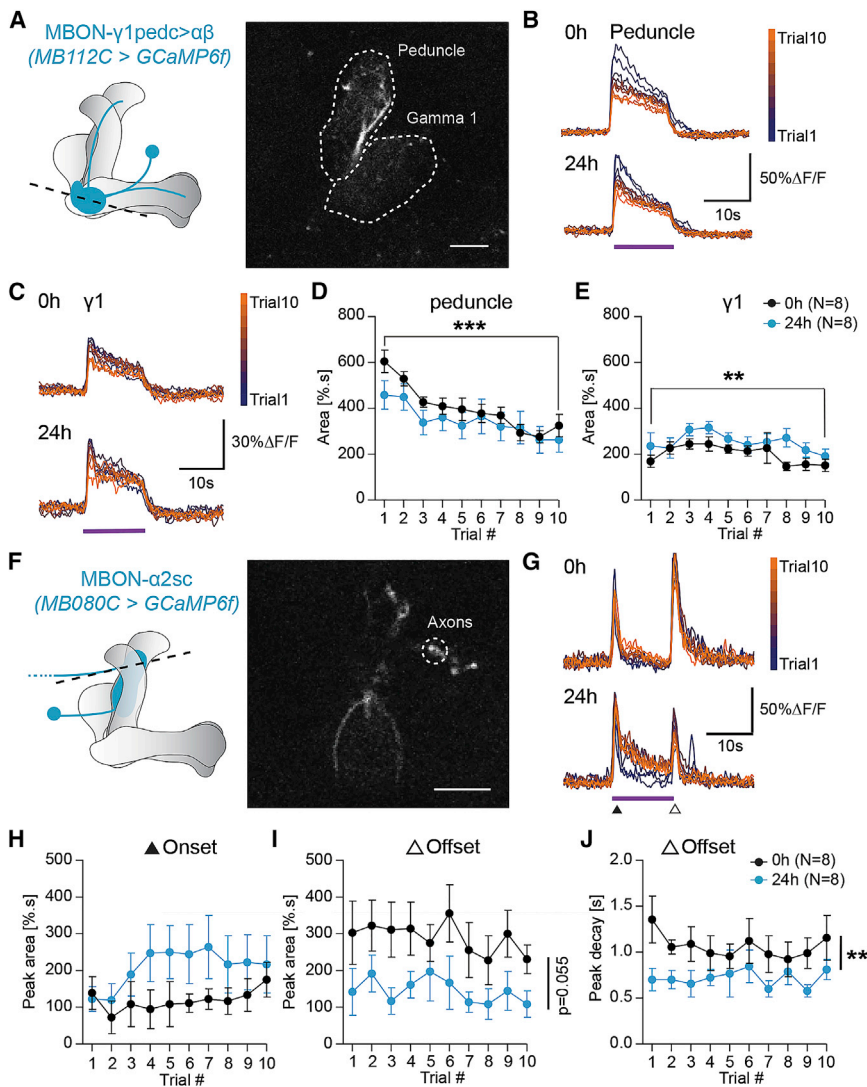 A
MBON-γ1pedc>αβ
(MB112C > GCaMP6f)
Peduncle
Gamma 1
B
0h Peduncle
Trial10
Trial1
24h
50%ΔF/F
10s
C
0h γ1
Trial10
Trial1
24h
30%ΔF/F
10s
D
peduncle
***
800
600
400
200
0
Area [%.s]
1 2 3 4 5 6 7 8 9 10
Trial #
E
γ1
0h (N=8)
24h (N=8)
**
800
600
400
200
0
Area [%.s]
1 2 3 4 5 6 7 8 9 10
Trial #
F
MBON-α2sc
(MB080C > GCaMP6f)
Axons
G
0h
Trial10
Trial1
24h
50%ΔF/F
10s
▲ △
H
▲Onset
500
400
300
200
100
0
Peak area [%.s]
1 2 3 4 5 6 7 8 9 10
Trial #
I
△Offset
500
400
300
200
100
0
Peak area [%.s]
p=0.055
1 2 3 4 5 6 7 8 9 10
Trial #
J
△Offset
0h (N=8)
24h (N=8)
2.0
1.5
1.0
0.5
0
Peak decay [s]
**
1 2 3 4 5 6 7 8 9 10
Trial #